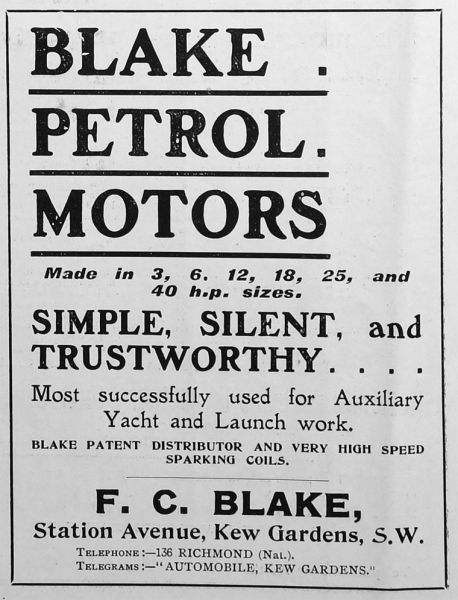 BLAKE .
PETROL.
MOTORS
Made in 3, 6. 12, 18, 25, and
40 h.p. sizes.
SIMPLE, SILENT, and
TRUSTWORTHY. . . .
Most successfully used for Auxiliary
Yacht and Launch work.
BLAKE PATENT DISTRIBUTOR AND VERY HIGH SPEED
SPARKING COILS.
F. C. BLAKE,
Station Avenue, Kew Gardens, S.W.
TELEPHONE:—136 RICHMOND (Nat.).
TELEGRAMS:—"AUTOMOBILE, KEW GARDENS."